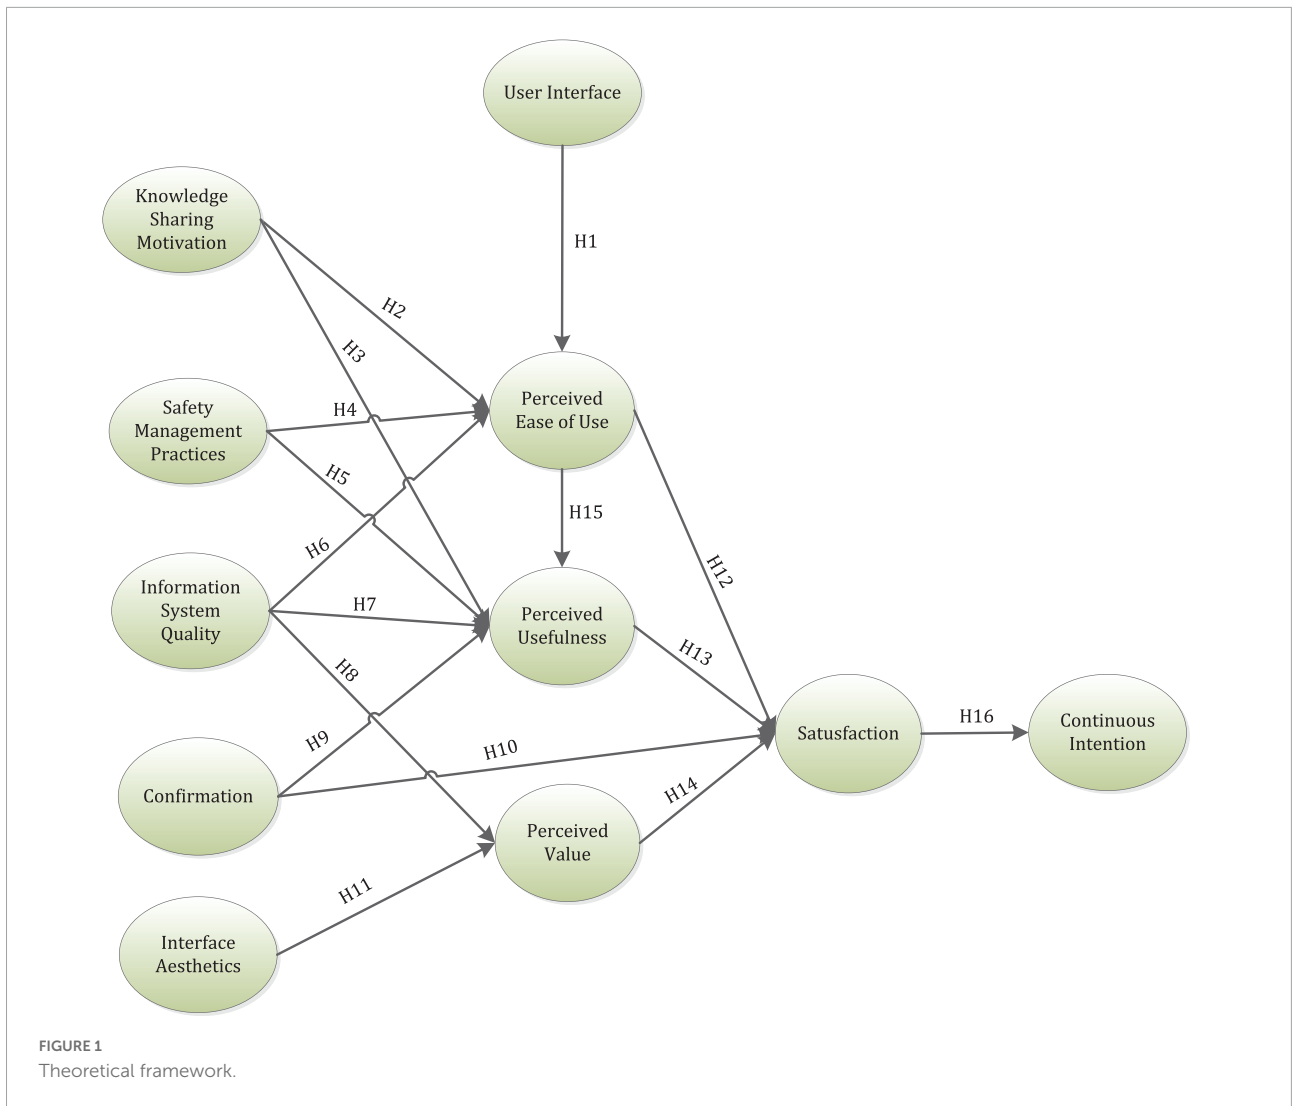 User Interface
Knowledge
Sharing
Motivation
H1
H2
H3
Safety
Management
Practices
H4
Perceived
Ease of Use
H5
H15
H6
H12
Information
System
Quality
H7
Perceived
Usefulness
H8
H13
H9
H10
Satusfaction
H16
Continuous
Intention
Confirmation
H14
Perceived
Value
H11
Interface
Aesthetics
FIGURE 1
Theoretical framework.